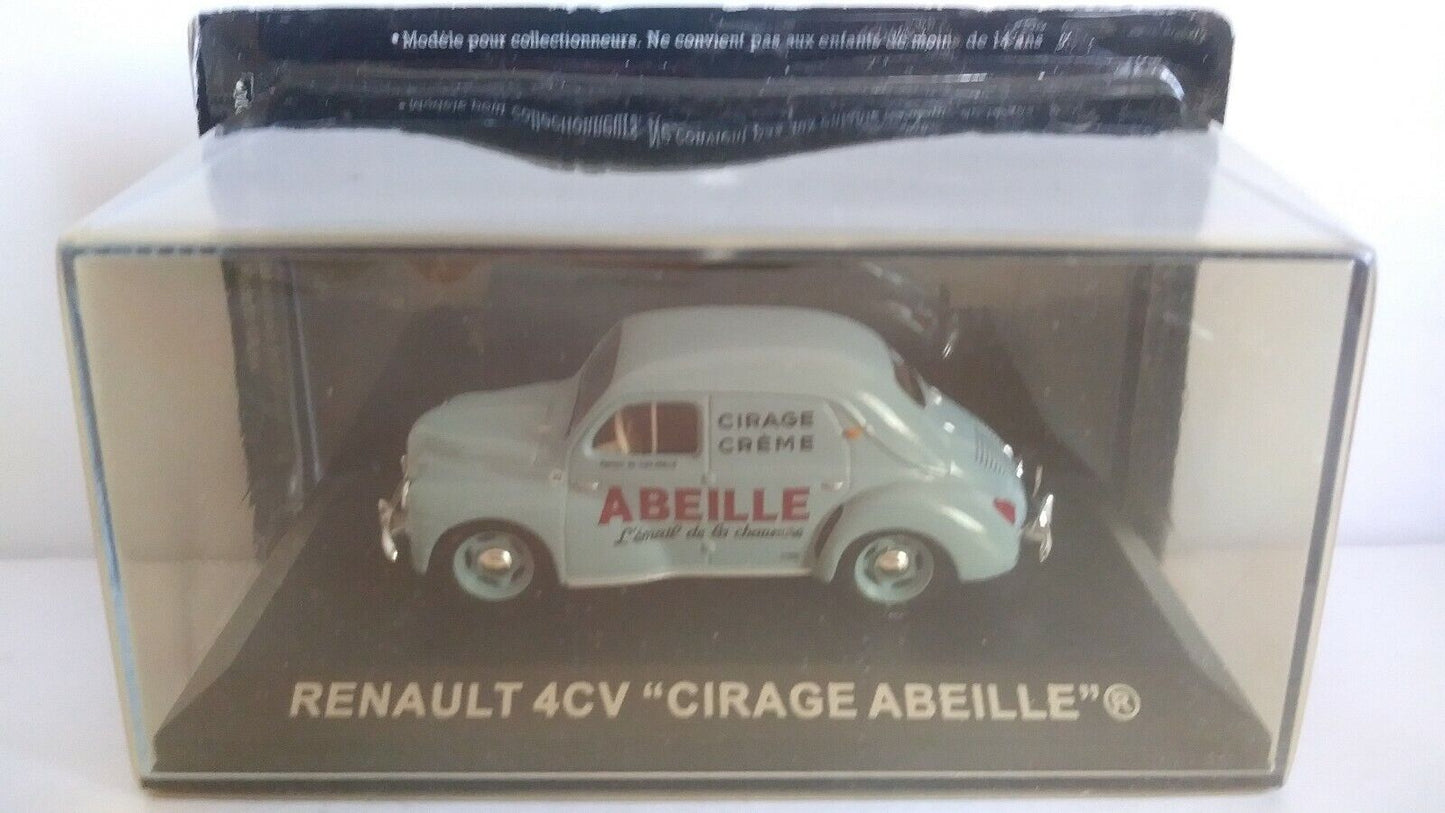 • Modèle pour collectionneurs. Ne convient pas aux enfants de moins de 14 ans
CIRAGE
CRÈME
ABEILLE
L'émail de la chaussure
RENAULT 4CV “CIRAGE ABEILLE”®